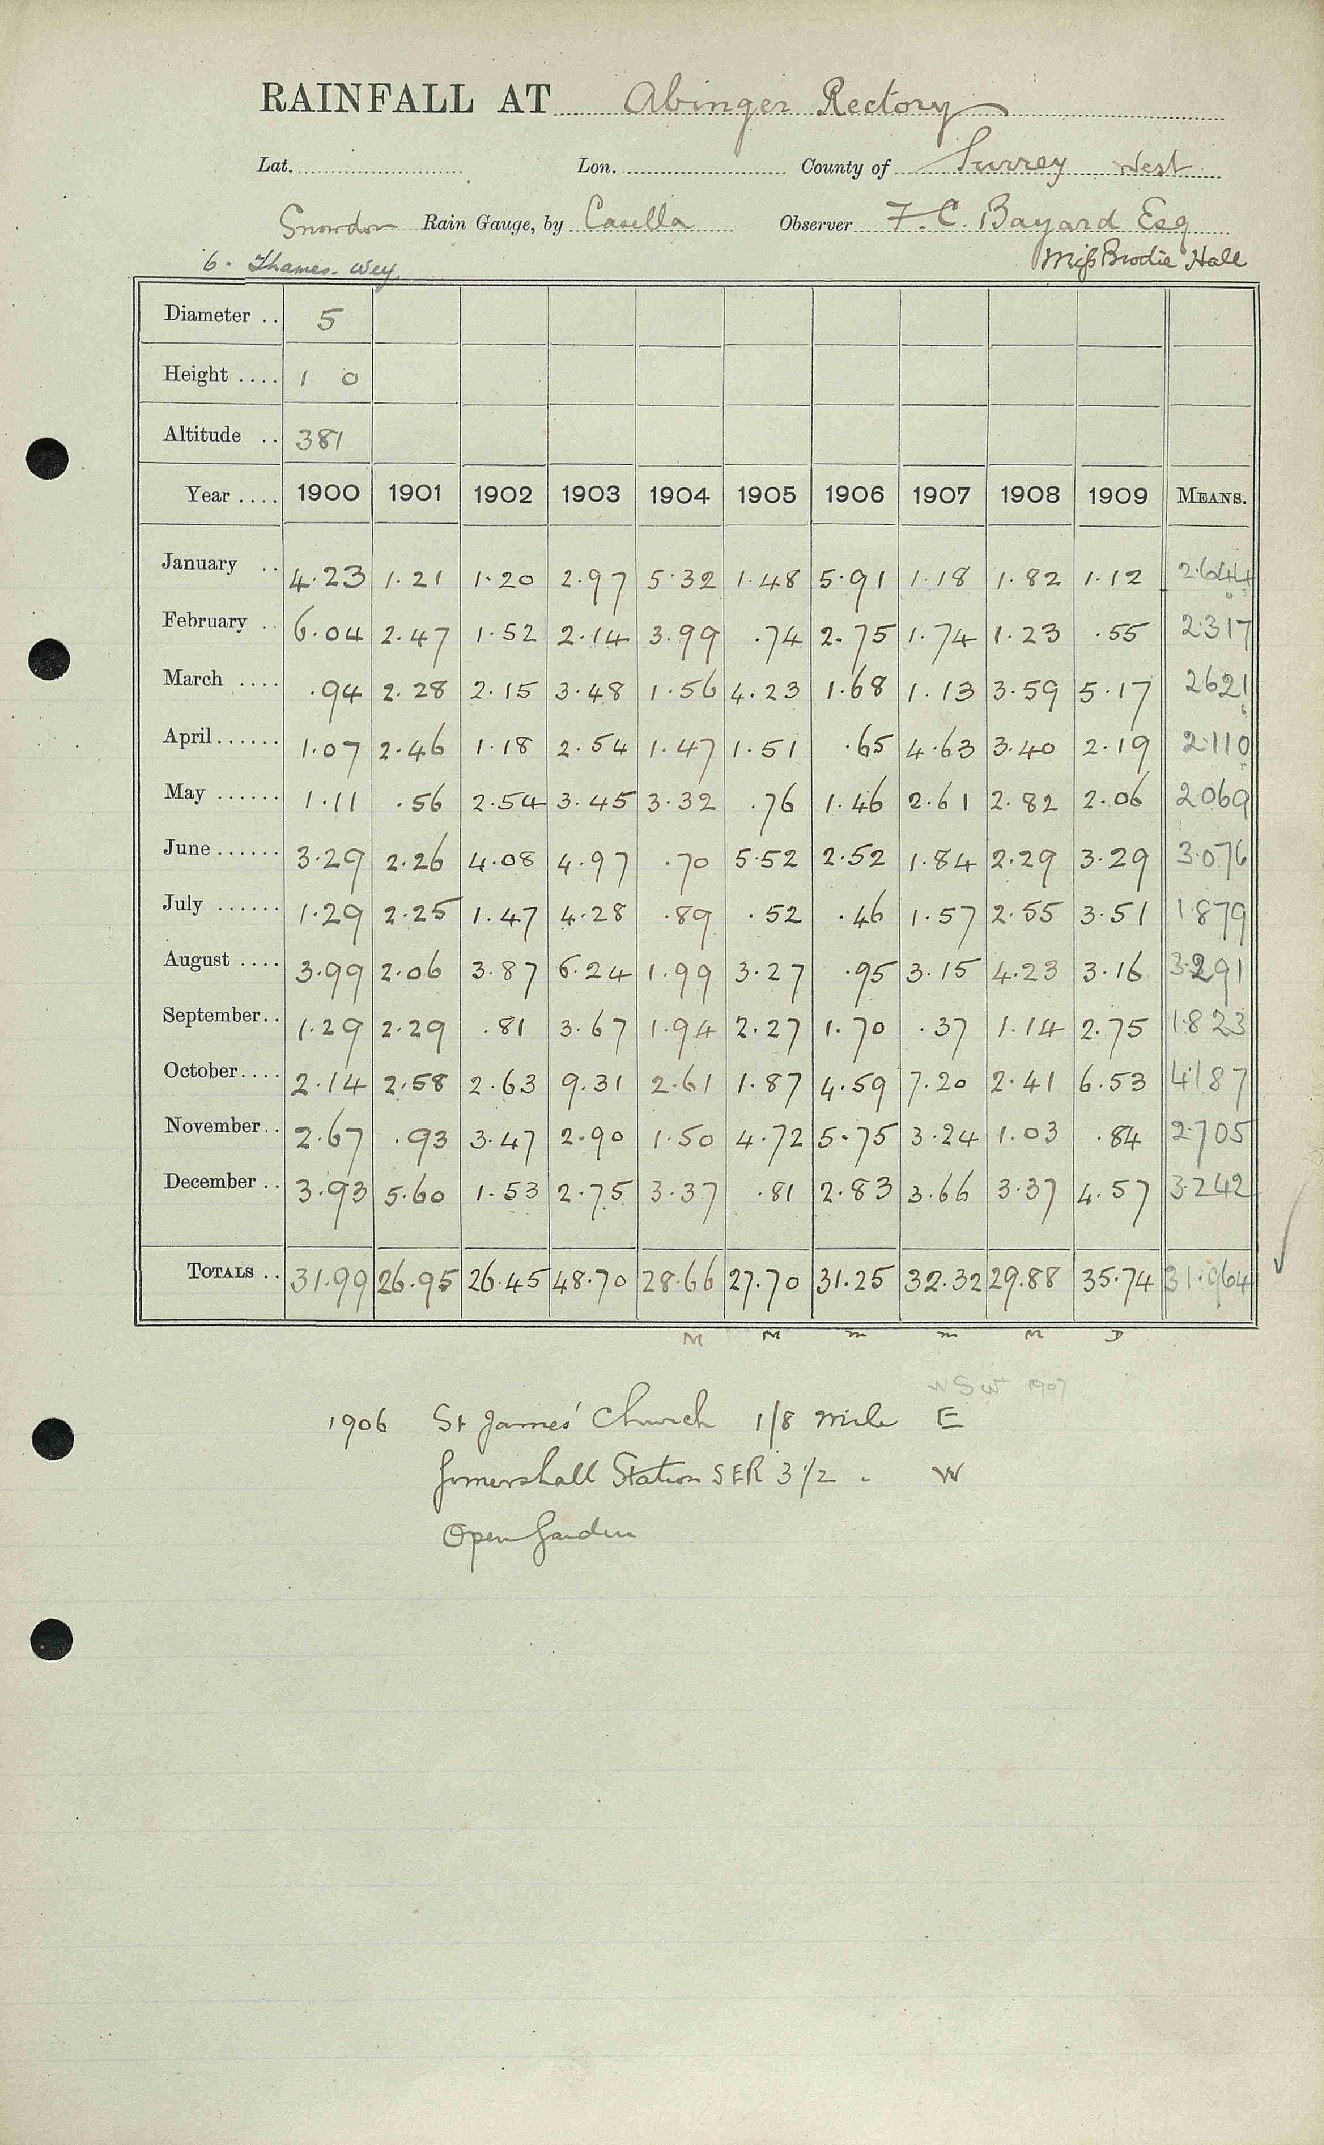 RAINFALL AT Abinger Rectory
Lat. Lon. County of Surrey West
Snowdon Rain Gauge, by Casella Observer F. C. Bayard Esq
6. Thames. Wey. Miss Brodie Hall
Diameter .. 5
Height .... 1 0
Altitude .. 381
Year .... 1900 1901 1902 1903 1904 1905 1906 1907 1908 1909 MEANS.
January .. 4.23 1.21 1.20 2.97 5.32 1.48 5.91 1.18 1.82 1.12 2.644
February .. 6.04 2.47 1.52 2.14 3.99 .74 2.75 1.74 1.23 .55 2.317
March .... .94 2.28 2.15 3.48 1.56 4.23 1.68 1.13 3.59 5.17 2621
April ...... 1.07 2.46 1.18 2.54 1.47 1.51 .65 4.63 3.40 2.19 2.110
May ...... 1.11 .56 2.54 3.45 3.32 .76 1.46 2.61 2.82 2.06 2069
June ...... 3.29 2.26 4.08 4.97 .70 5.52 2.52 1.84 2.29 3.29 3.076
July ...... 1.29 2.25 1.47 4.28 .89 .52 .46 1.57 2.55 3.51 1.879
August .... 3.99 2.06 3.87 6.24 1.99 3.27 .95 3.15 4.23 3.16 3.291
September .. 1.29 2.29 .81 3.67 1.94 2.27 1.70 .37 1.14 2.75 1.823
October .... 2.14 2.58 2.63 9.31 2.61 1.87 4.59 7.20 2.41 6.53 4187
November .. 2.67 .93 3.47 2.90 1.50 4.72 5.75 3.24 1.03 .84 2705
December .. 3.93 5.60 1.53 2.75 3.37 .81 2.83 3.66 3.37 4.57 3.242
TOTALS .. 31.99 26.95 26.45 48.70 28.66 27.70 31.25 32.32 29.88 35.74 31.964
M M m m M D
W S W 1907
1906 St James' Church 1/8 mile E
Gomershall Station SER 3 1/2 " W
Open Garden